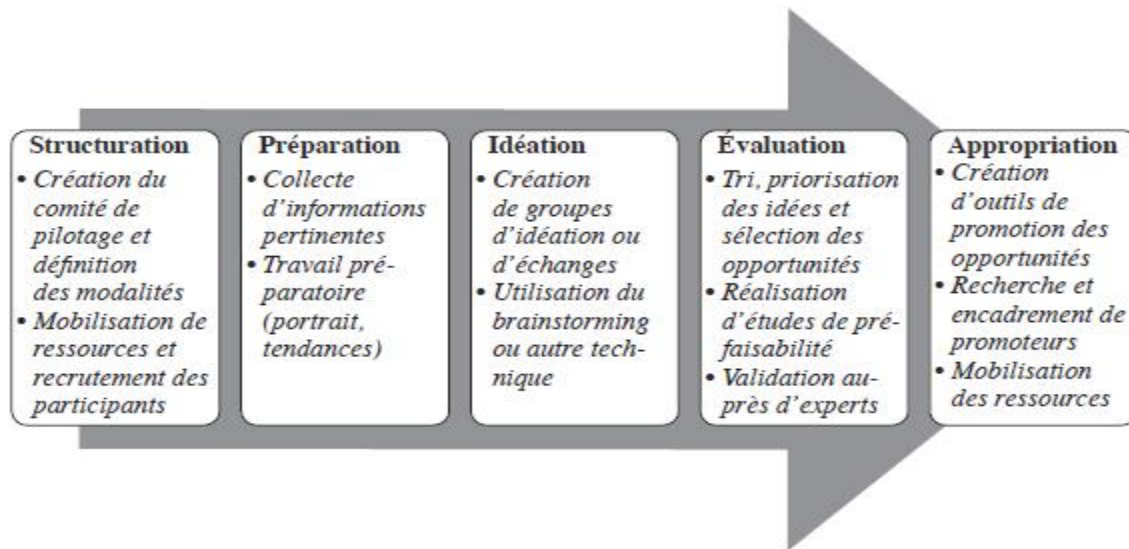 Structuration
• Création du
comité de
pilotage et
définition
des modalités
• Mobilisation de
ressources et
recrutement des
participants
Préparation
• Collecte
d'informations
pertinentes
• Travail pré-
paratoire
(portrait,
tendances)
Idéation
• Création
de groupes
d'idéation ou
d'échanges
• Utilisation du
brainstorming
ou autre tech-
nique
Évaluation
• Tri, priorisation
des idées et
sélection des
opportunités
• Réalisation
d'études de pré-
faisabilité
• Validation au-
près d'experts
Appropriation
• Création
d'outils de
promotion des
opportunités
• Recherche et
encadrement de
promoteurs
• Mobilisation
des ressources